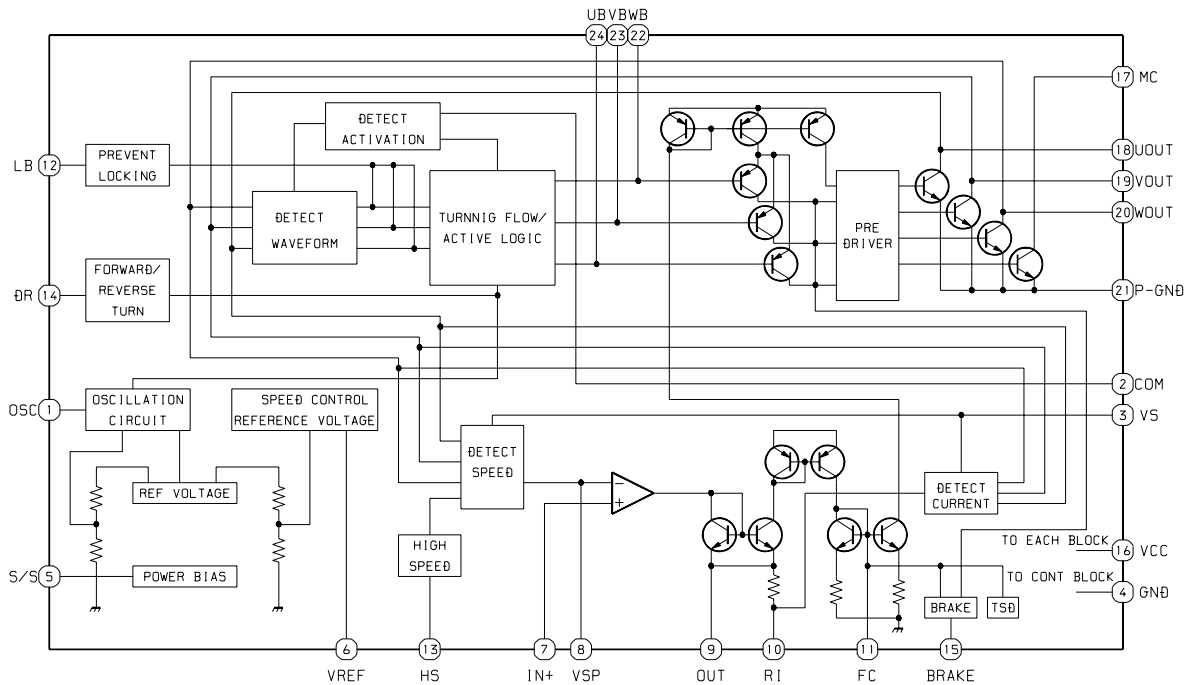 UB VB WB
24 23 22
17 MC
DETECT
ACTIVATION
LB 12
PREVENT
LOCKING
18 UOUT
19 VOUT
20 WOUT
DETECT
WAVEFORM
TURNNIG FLOW/
ACTIVE LOGIC
PRE
DRIVER
DR 14
FORWARD/
REVERSE
TURN
21 P-GND
2 COM
OSC 1
OSCILLATION
CIRCUIT
SPEED CONTROL
REFERENCE VOLTAGE
3 VS
DETECT
SPEED
REF VOLTAGE
DETECT
CURRENT
−
+
HIGH
SPEED
TO EACH BLOCK
16 VCC
S/S 5
POWER BIAS
TO CONT BLOCK
4 GND
BRAKE
TSD
6 13 7 8 9 10 11 15
VREF HS IN+ VSP OUT RI FC BRAKE